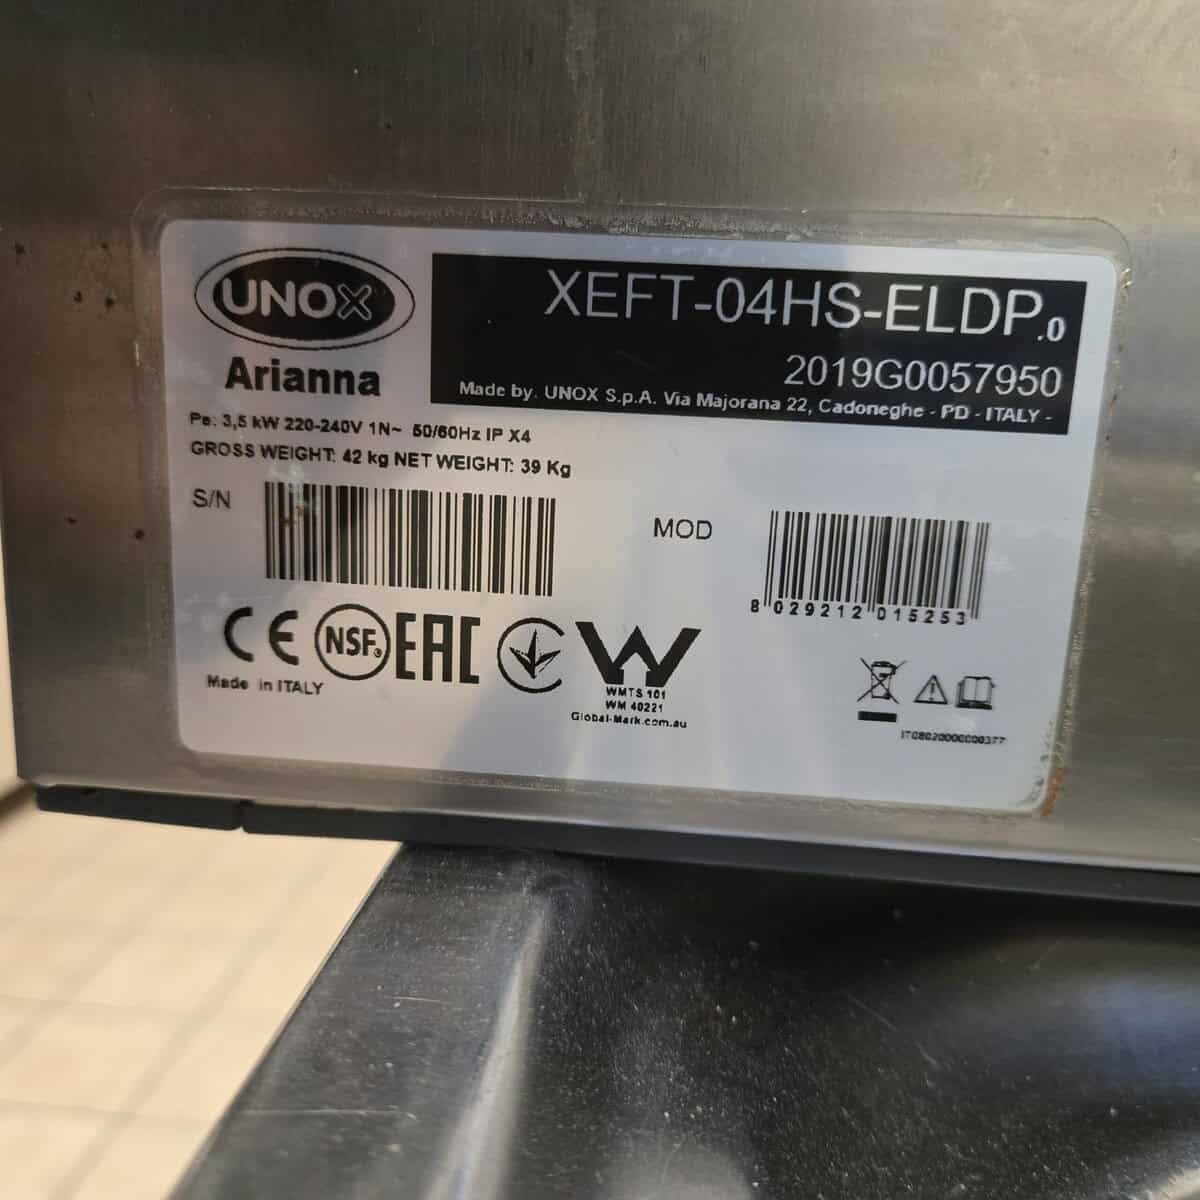 UNOX
Arianna
XEFT-04HS-ELDP.0
2019G0057950
Made by. UNOX S.p.A. Via Majorana 22, Cadoneghe - PD - ITALY -
Pe: 3,5 kW 220-240V 1N~ 50/60Hz IP X4
GROSS WEIGHT: 42 kg NET WEIGHT: 39 Kg
S/N
MOD
8 029212 015253
CE NSF. EAC
Made in ITALY
WMTS 101
WM 40221
Global-Mark.com.au
IT08020000000377